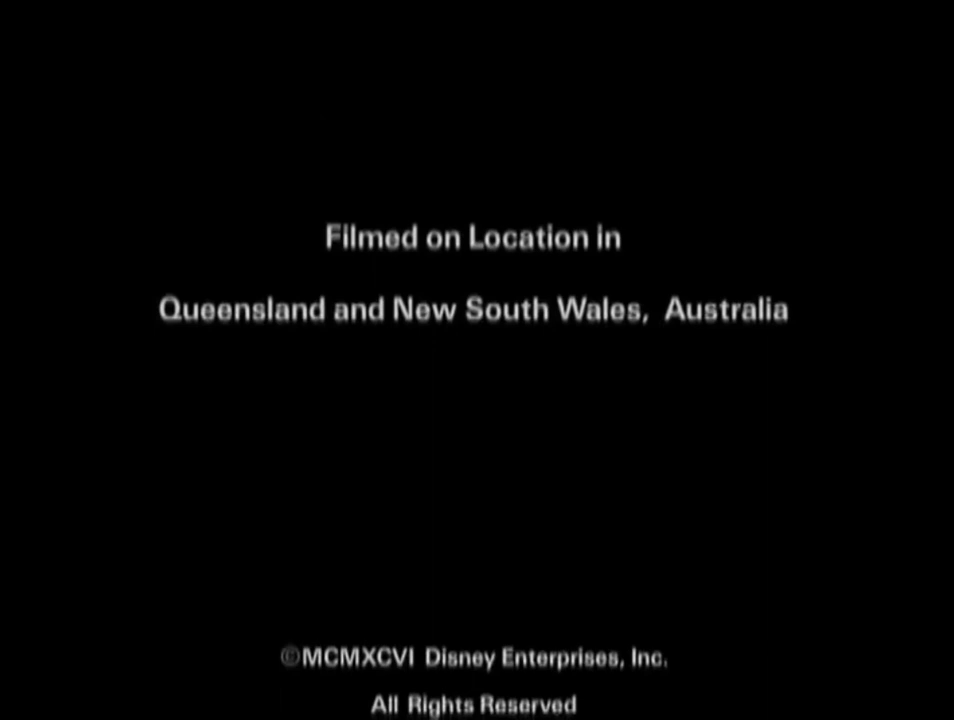 Filmed on Location in
Queensland and New South Wales, Australia
©MCMXCVI Disney Enterprises, Inc.
All Rights Reserved